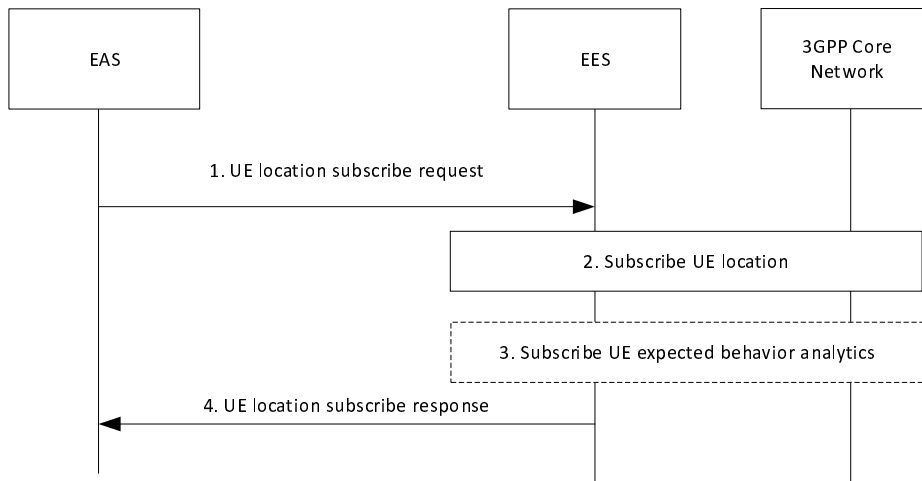 EAS
EES
3GPP Core
Network
1. UE location subscribe request
2. Subscribe UE location
3. Subscribe UE expected behavior analytics
4. UE location subscribe response